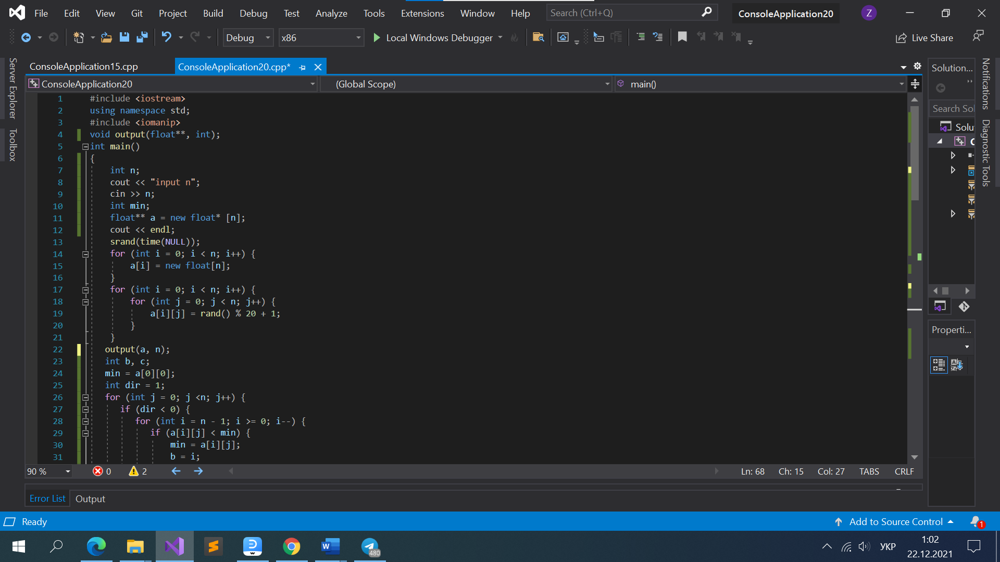 File Edit View Git Project Build Debug Test Analyze Tools Extensions Window Help Search (Ctrl+Q) ConsoleApplication20 Z
Debug x86 Local Windows Debugger Live Share
Server Explorer
Toolbox
ConsoleApplication15.cpp ConsoleApplication20.cpp*
ConsoleApplication20 (Global Scope) main()
1 #include <iostream>
2 using namespace std;
3 #include <iomanip>
4 void output(float**, int);
5 int main()
6 {
7 int n;
8 cout << "input n";
9 cin >> n;
10 int min;
11 float** a = new float* [n];
12 cout << endl;
13 srand(time(NULL));
14 for (int i = 0; i < n; i++) {
15 a[i] = new float[n];
16 }
17 for (int i = 0; i < n; i++) {
18 for (int j = 0; j < n; j++) {
19 a[i][j] = rand() % 20 + 1;
20 }
21 }
22 output(a, n);
23 int b, c;
24 min = a[0][0];
25 int dir = 1;
26 for (int j = 0; j <n; j++) {
27 if (dir < 0) {
28 for (int i = n - 1; i >= 0; i--) {
29 if (a[i][j] < min) {
30 min = a[i][j];
31 b = i;
90 % 0 2 Ln: 68 Ch: 15 Col: 27 TABS CRLF
Error List Output
Solution...
Search Sol
Solu
Properti...
Notifications
Diagnostic Tools
Ready Add to Source Control 1
W 480 УКР 1:02
22.12.2021